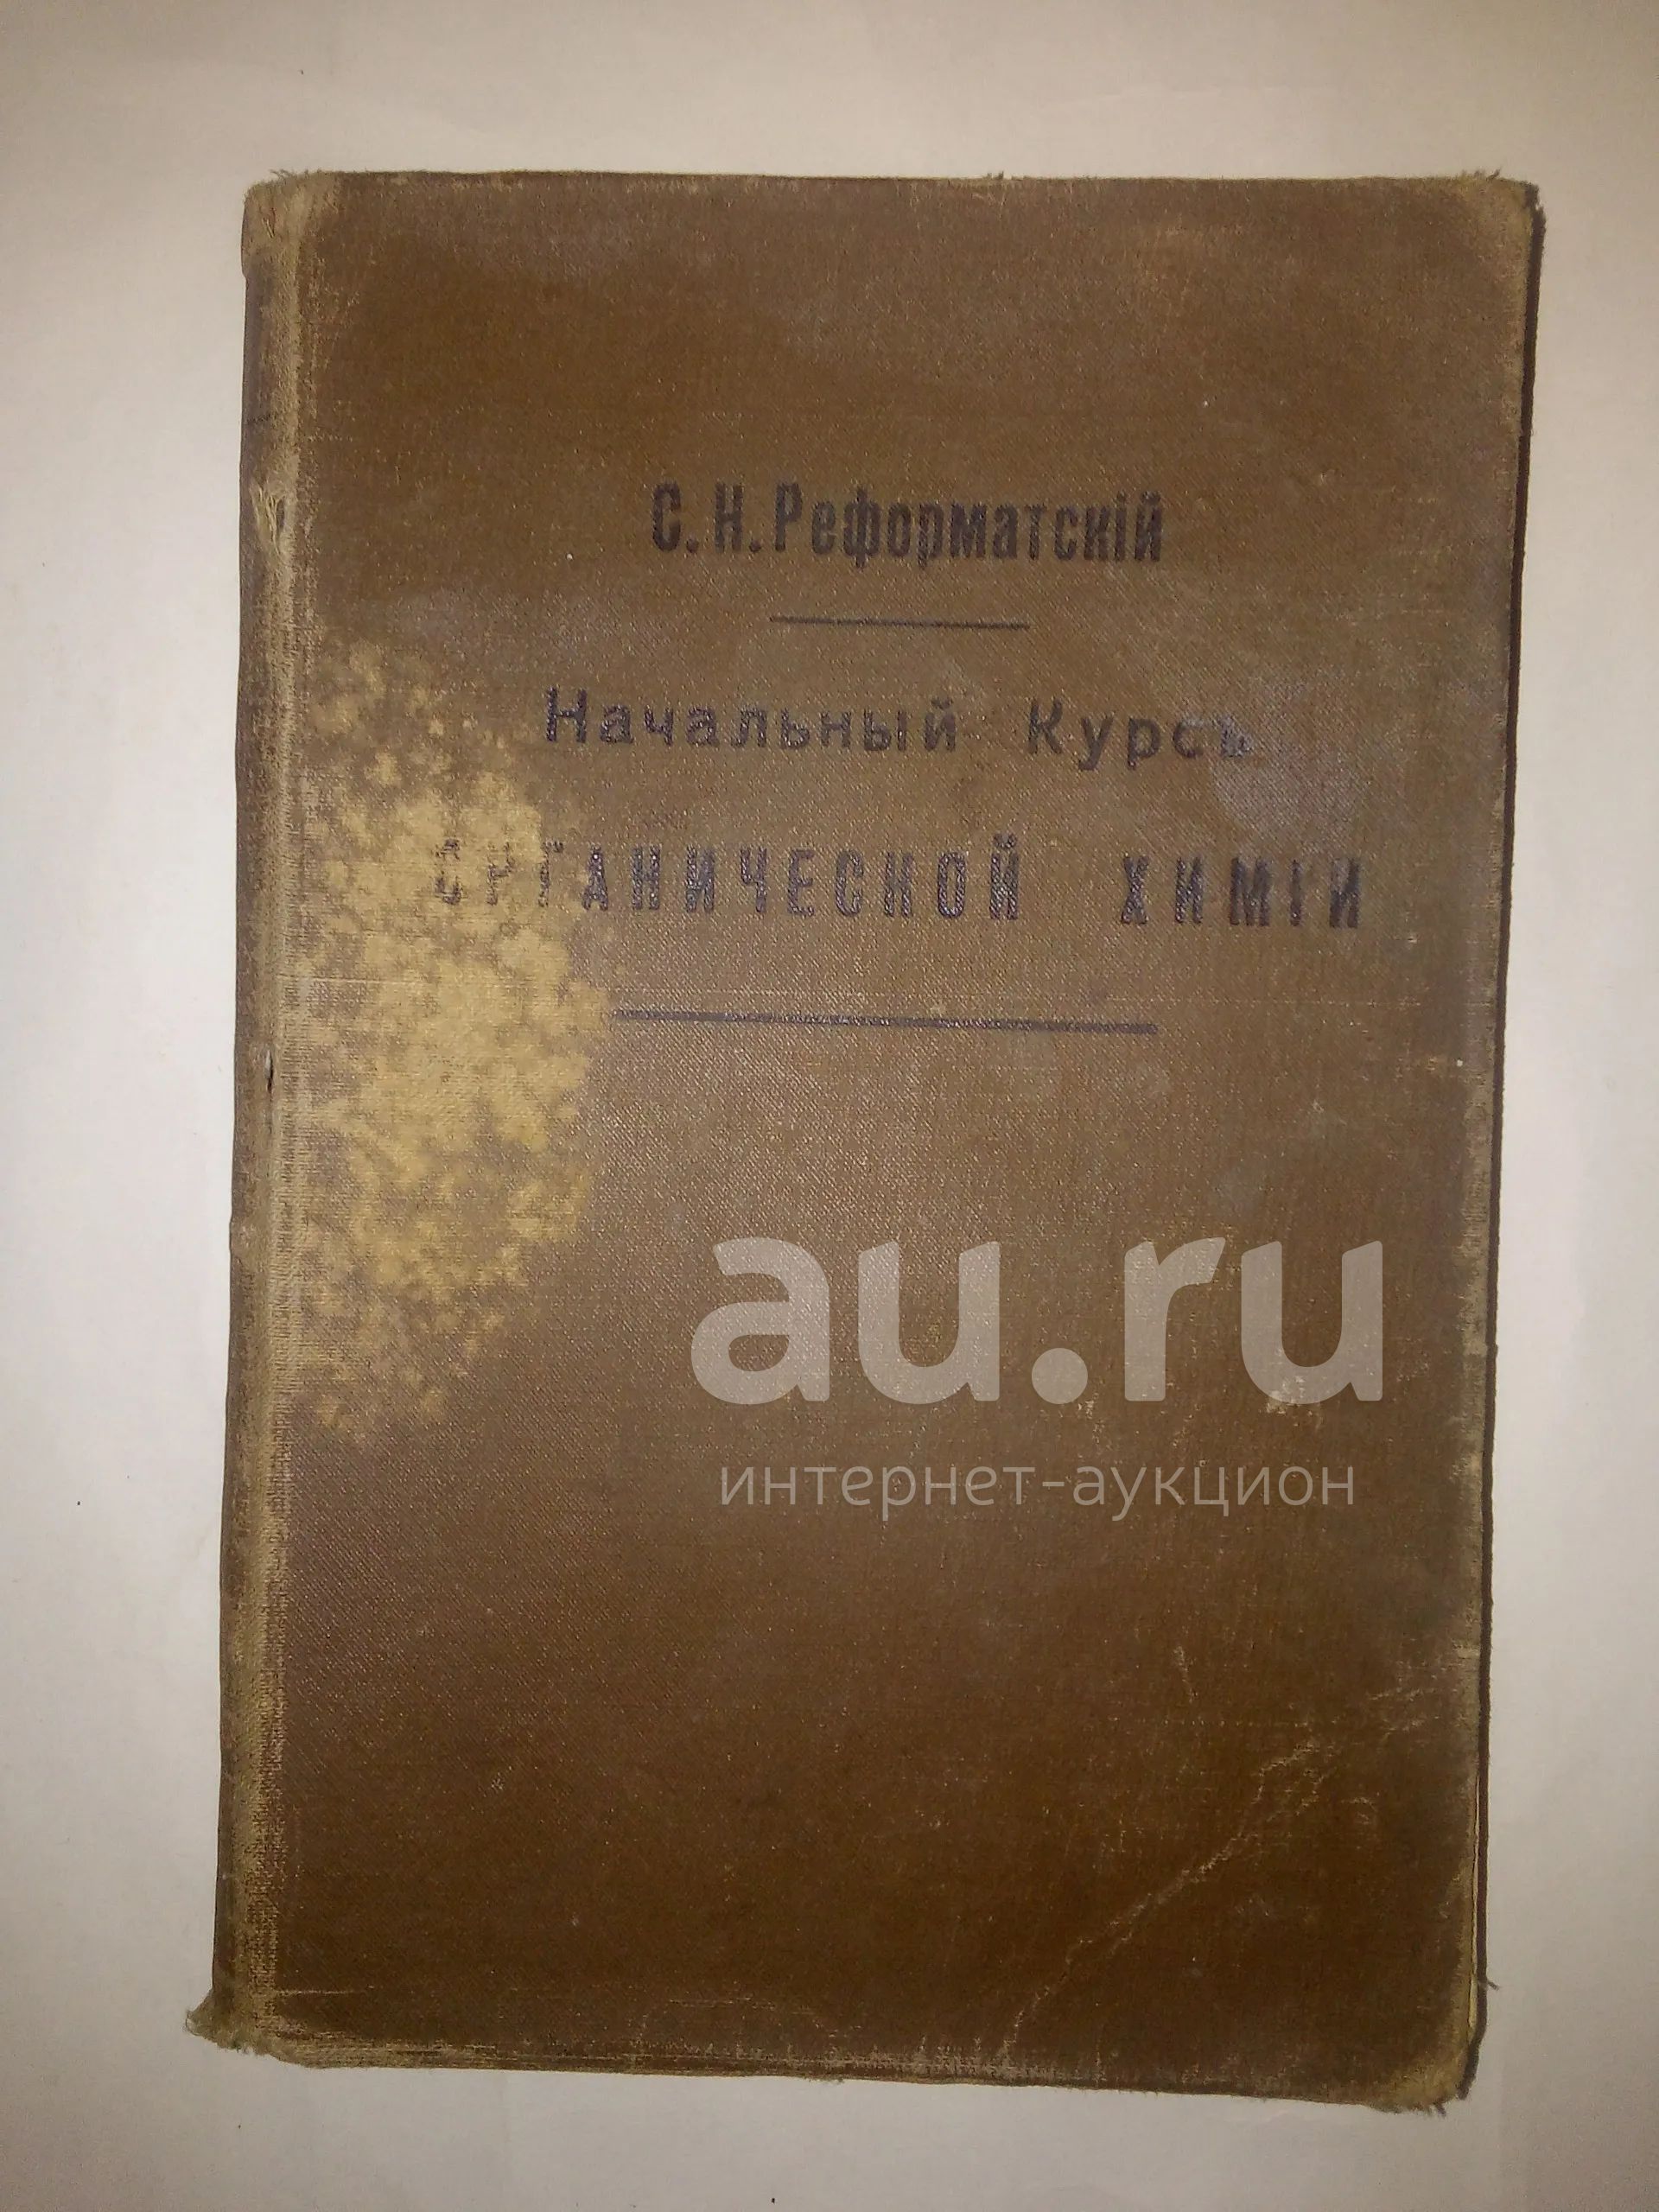 С. Н. Реформатскій
Начальный Курсъ
ОРГАНИЧЕСКОЙ ХИМІИ
au.ru
интернет-аукцион